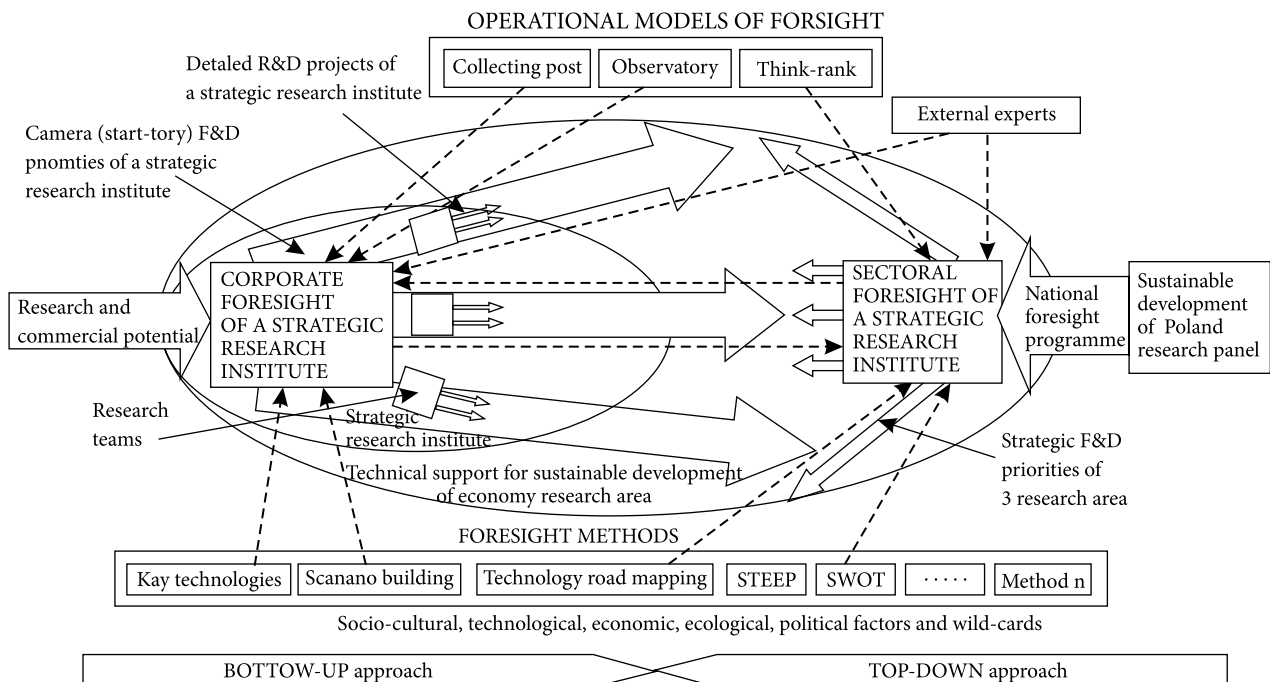 OPERATIONAL MODELS OF FORSIGHT
Collecting post
Observatory
Think-rank
Detaled R&D projects of
a strategic research institute
External experts
Camera (start-tory) F&D
pnomties of a strategic
research institute
CORPORATE
FORESIGHT
OF A STRATEGIC
RESEARCH
INSTITUTE
SECTORAL
FORESIGHT OF
A STRATEGIC
RESEARCH
INSTITUTE
Research and
commercial potential
National
foresight
programme
Sustainable
development
of Poland
research panel
Research
teams
Strategic
research institute
Technical support for sustainable development
of economy research area
Strategic F&D
priorities of
3 research area
FORESIGHT METHODS
Kay technologies
Scanano building
Technology road mapping
STEEP
SWOT
. . . . .
Method n
Socio-cultural, technological, economic, ecological, political factors and wild-cards
BOTTOW-UP approach
TOP-DOWN approach